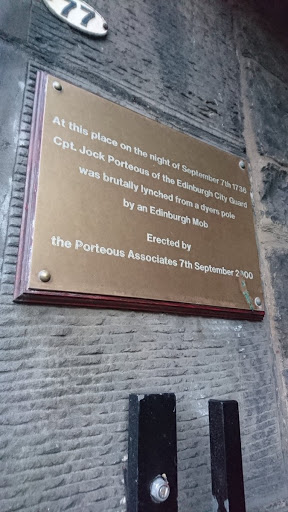 77
At this place on the night of September 7th 1736
Cpt. Jock Porteous of the Edinburgh City Guard
was brutally lynched from a dyers pole
by an Edinburgh Mob
Erected by
the Porteous Associates 7th September 2000